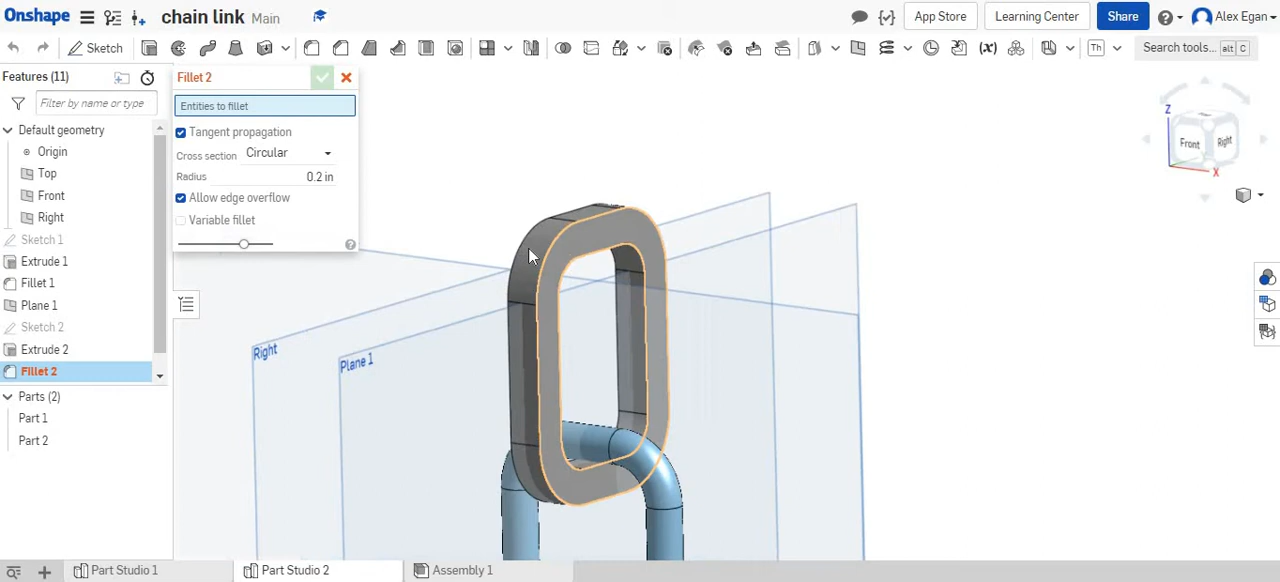 Onshape
chain link Main
App Store
Learning Center
Share
Alex Egan
Sketch
Th
Search tools... alt C
Features (11)
Filter by name or type
Default geometry
Origin
Top
Front
Right
Sketch 1
Extrude 1
Fillet 1
Plane 1
Sketch 2
Extrude 2
Fillet 2
Parts (2)
Part 1
Part 2
Fillet 2
Entities to fillet
Tangent propagation
Cross section Circular
Radius 0.2 in
Allow edge overflow
Variable fillet
Right
Plane 1
Z
Front
Right
X
Part Studio 1
Part Studio 2
Assembly 1